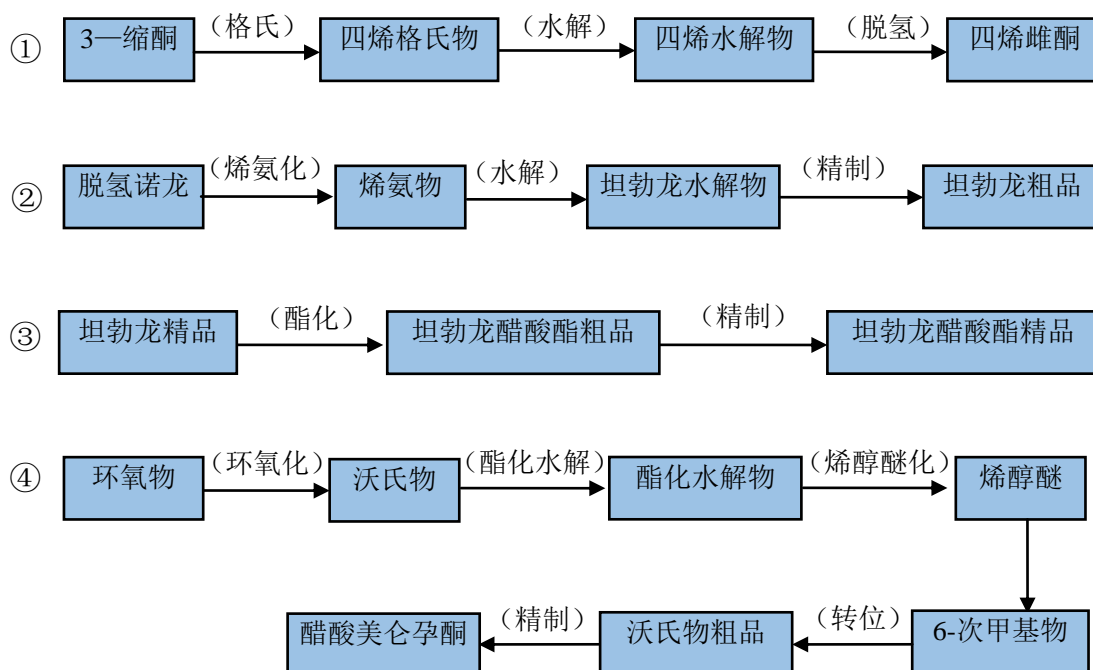 ① 3—缩酮 （格氏） 四烯格氏物 （水解） 四烯水解物 （脱氢） 四烯雌酮
② 脱氢诺龙 （烯氨化） 烯氨物 （水解） 坦勃龙水解物 （精制） 坦勃龙粗品
③ 坦勃龙精品 （酯化） 坦勃龙醋酸酯粗品 （精制） 坦勃龙醋酸酯精品
④ 环氧物 （环氧化） 沃氏物 （酯化水解） 酯化水解物 （烯醇醚化） 烯醇醚
醋酸美仑孕酮 （精制） 沃氏物粗品 （转位） 6-次甲基物